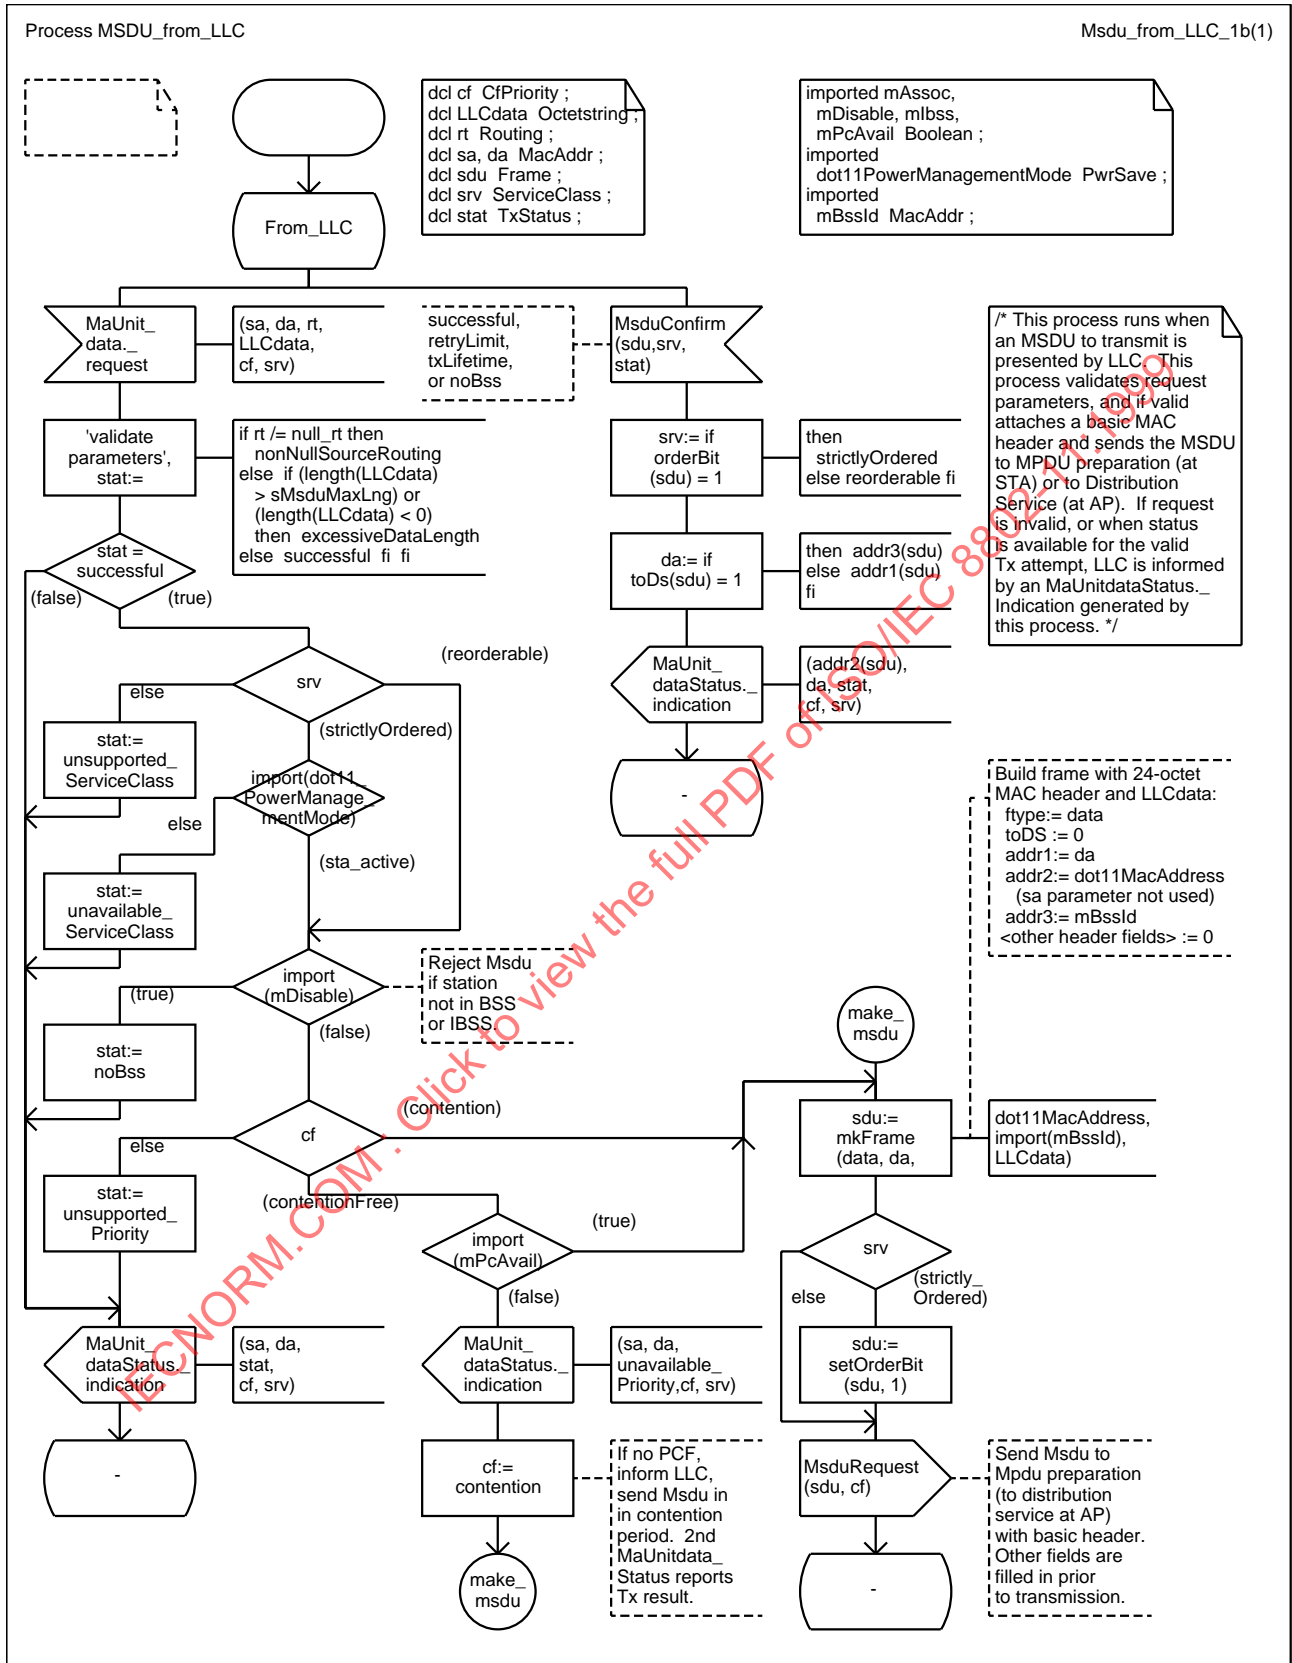 Process MSDU_from_LLC
Msdu_from_LLC_1b(1)
dcl cf  CfPriority ;
dcl LLCdata  Octetstring ;
dcl rt  Routing ;
dcl sa, da  MacAddr ;
dcl sdu  Frame ;
dcl srv  ServiceClass ;
dcl stat  TxStatus ;
imported mAssoc,
mDisable, mIbss,
mPcAvail  Boolean ;
imported
dot11PowerManagementMode  PwrSave ;
imported
mBssId  MacAddr ;
From_LLC
MaUnit_
data._
request
(sa, da, rt,
LLCdata,
cf, srv)
successful,
retryLimit,
txLifetime,
or noBss
MsduConfirm
(sdu,srv,
stat)
/* This process runs when
an MSDU to transmit is
presented by LLC.  This
process validates request
parameters, and if valid
attaches a basic MAC
header and sends the MSDU
to MPDU preparation (at
STA) or to Distribution
Service (at AP).  If request
is invalid, or when status
is available for the valid
Tx attempt, LLC is informed
by an MaUnitdataStatus._
Indication generated by
this process. */
'validate
parameters',
stat:=
if rt /= null_rt then
nonNullSourceRouting
else  if (length(LLCdata)
> sMsduMaxLng) or
(length(LLCdata) < 0)
then  excessiveDataLength
else  successful  fi  fi
srv:= if
orderBit
(sdu) = 1
then
strictlyOrdered
else reorderable fi
stat =
successful
(false)
(true)
da:= if
toDs(sdu) = 1
then  addr3(sdu)
else  addr1(sdu)
fi
srv
(reorderable)
else
(strictlyOrdered)
MaUnit_
dataStatus._
indication
(addr2(sdu),
da, stat,
cf, srv)
stat:=
unsupported_
ServiceClass
import(dot11_
PowerManage_
mentMode)
else
(sta_active)
-
Build frame with 24-octet
MAC header and LLCdata:
ftype:= data
toDS := 0
addr1:= da
addr2:= dot11MacAddress
(sa parameter not used)
addr3:= mBssId
<other header fields> := 0
stat:=
unavailable_
ServiceClass
import
(mDisable)
(true)
(false)
Reject Msdu
if station
not in BSS
or IBSS.
make_
msdu
stat:=
noBss
cf
(contention)
else
(contentionFree)
sdu:=
mkFrame
(data, da,
dot11MacAddress,
import(mBssId),
LLCdata)
stat:=
unsupported_
Priority
import
(mPcAvail)
(true)
(false)
srv
else
(strictly_
Ordered)
MaUnit_
dataStatus._
indication
(sa, da,
stat,
cf, srv)
MaUnit_
dataStatus._
indication
(sa, da,
unavailable_
Priority,cf, srv)
sdu:=
setOrderBit
(sdu, 1)
-
cf:=
contention
If no PCF,
inform LLC,
send Msdu in
in contention
period.  2nd
MaUnitdata_
Status reports
Tx result.
MsduRequest
(sdu, cf)
Send Msdu to
Mpdu preparation
(to distribution
service at AP)
with basic header.
Other fields are
filled in prior
to transmission.
make_
msdu
-
IECNORM.COM : Click to view the full PDF of ISO/IEC 8802-11:1999